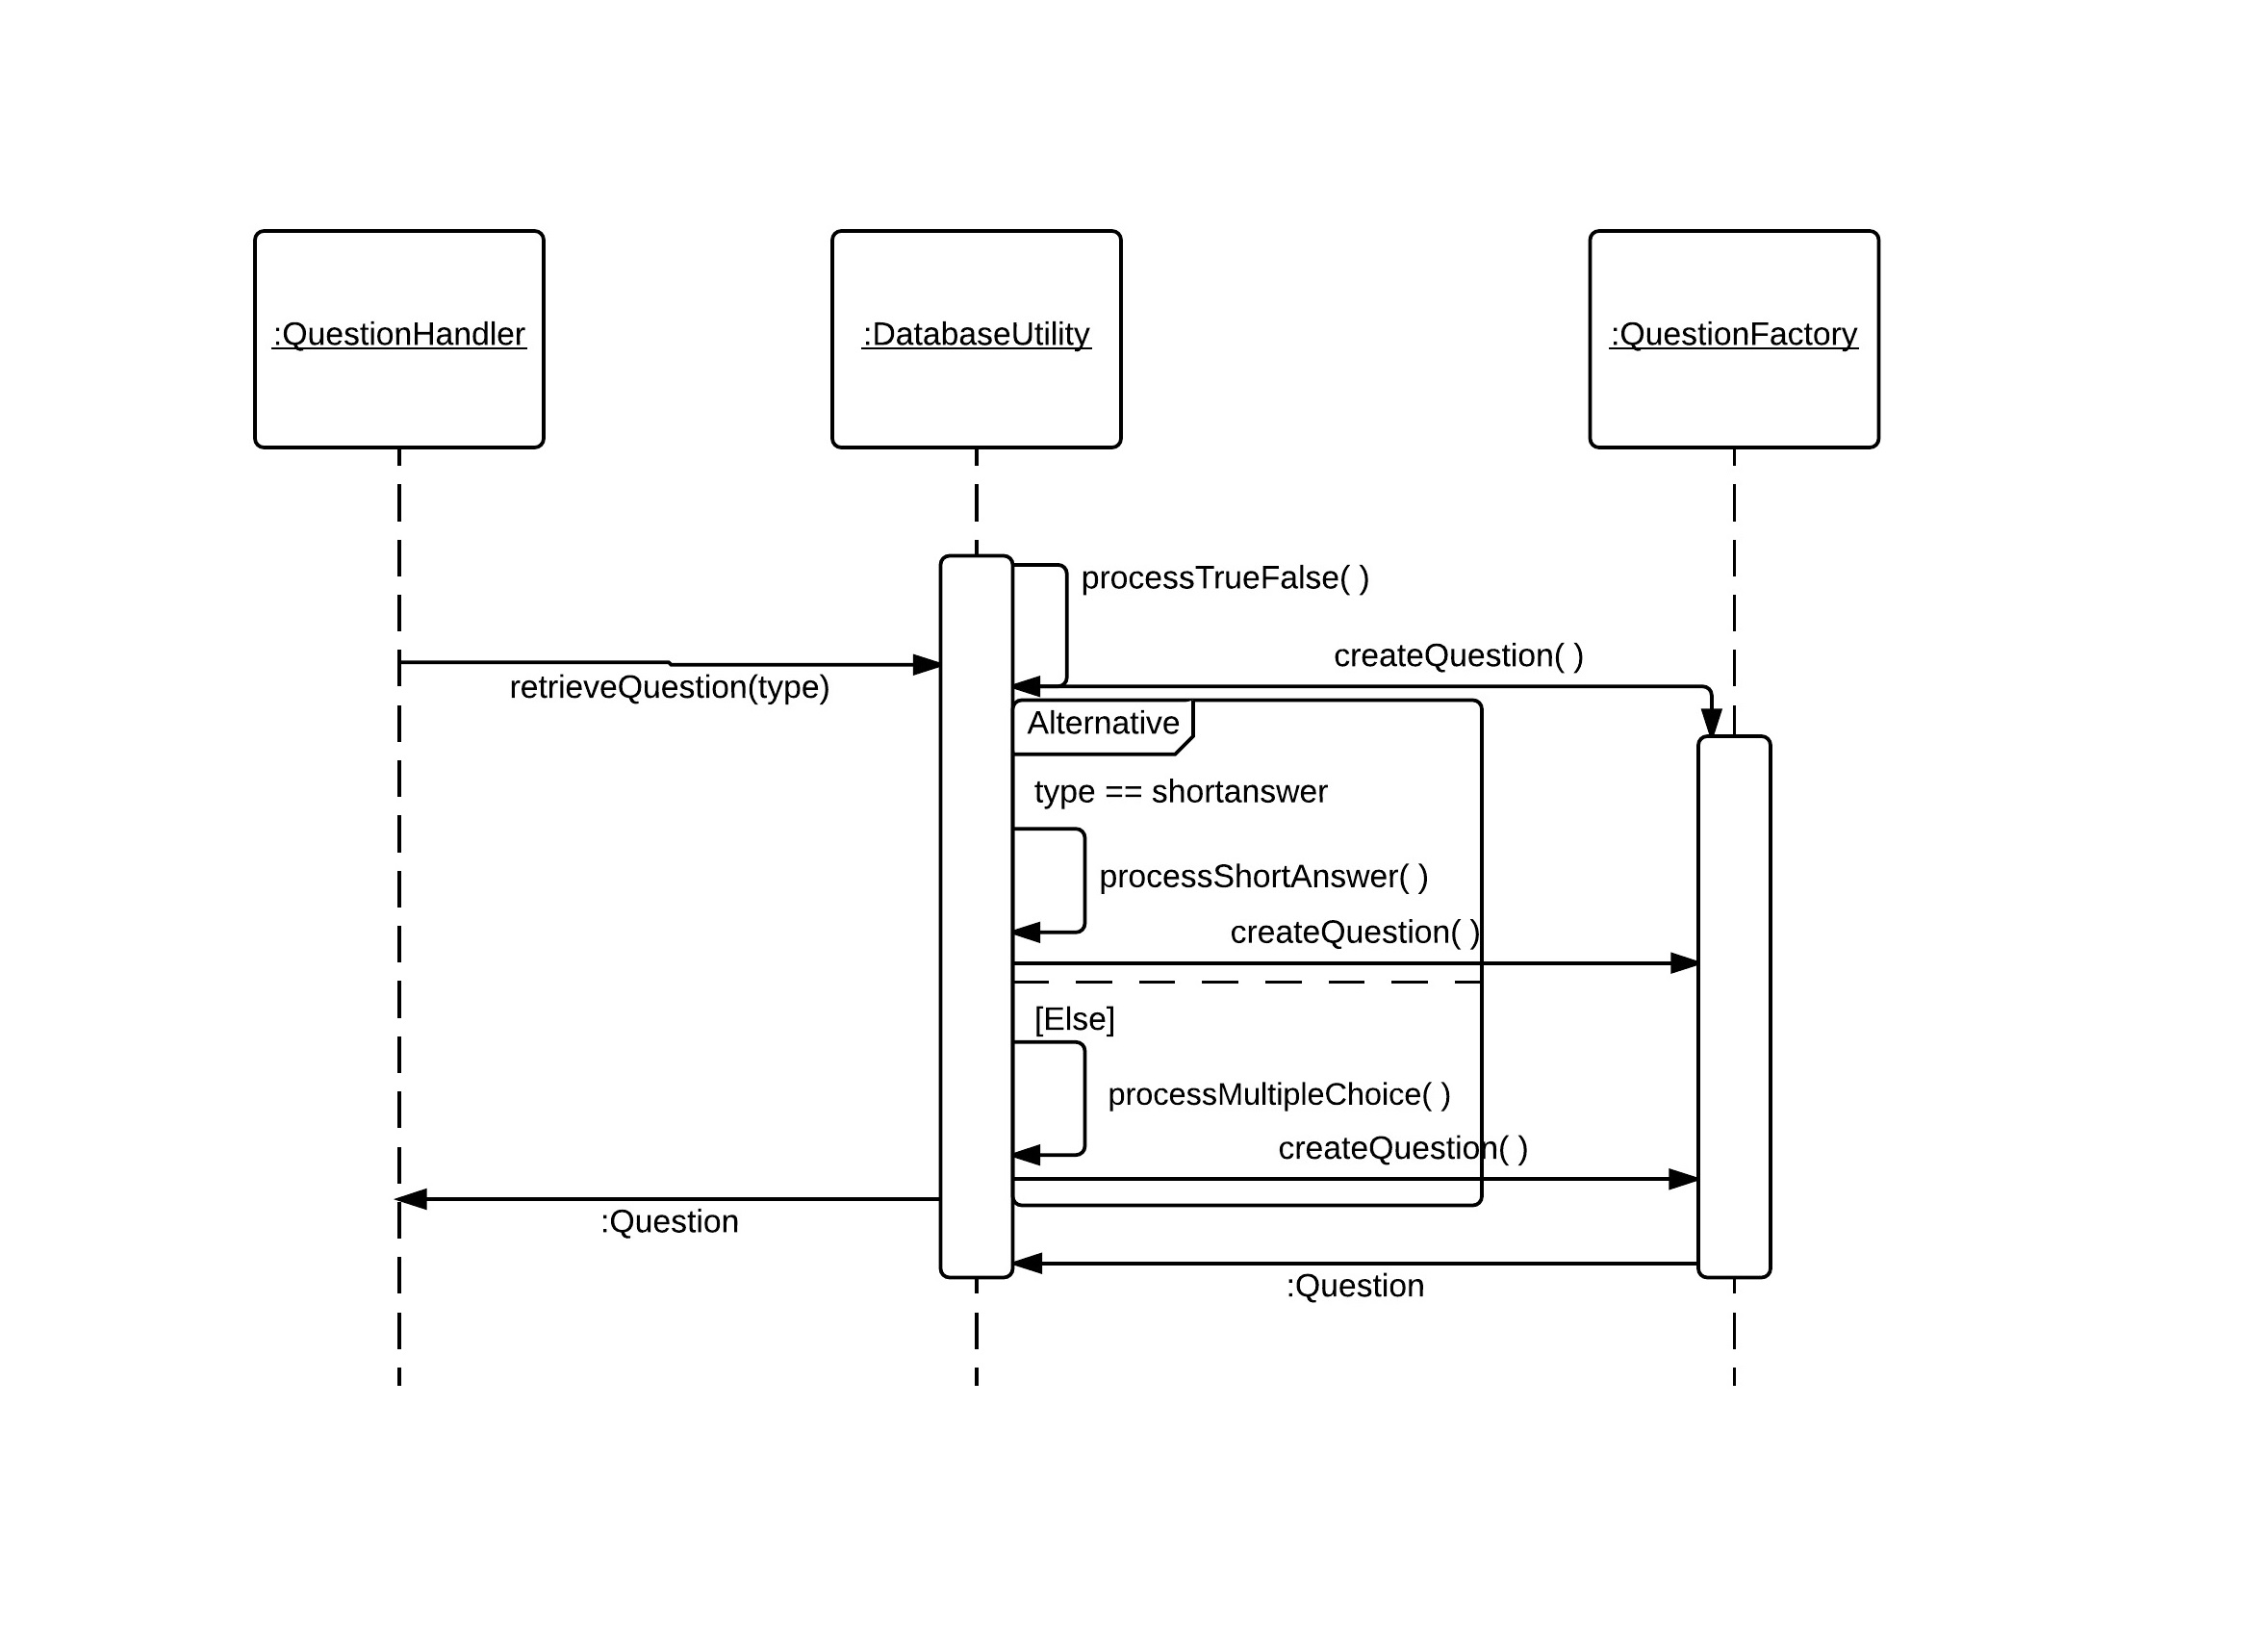 :QuestionHandler
:DatabaseUtility
:QuestionFactory
processTrueFalse( )
createQuestion( )
retrieveQuestion(type)
Alternative
type == shortanswer
processShortAnswer( )
createQuestion( )
[Else]
processMultipleChoice( )
createQuestion( )
:Question
:Question